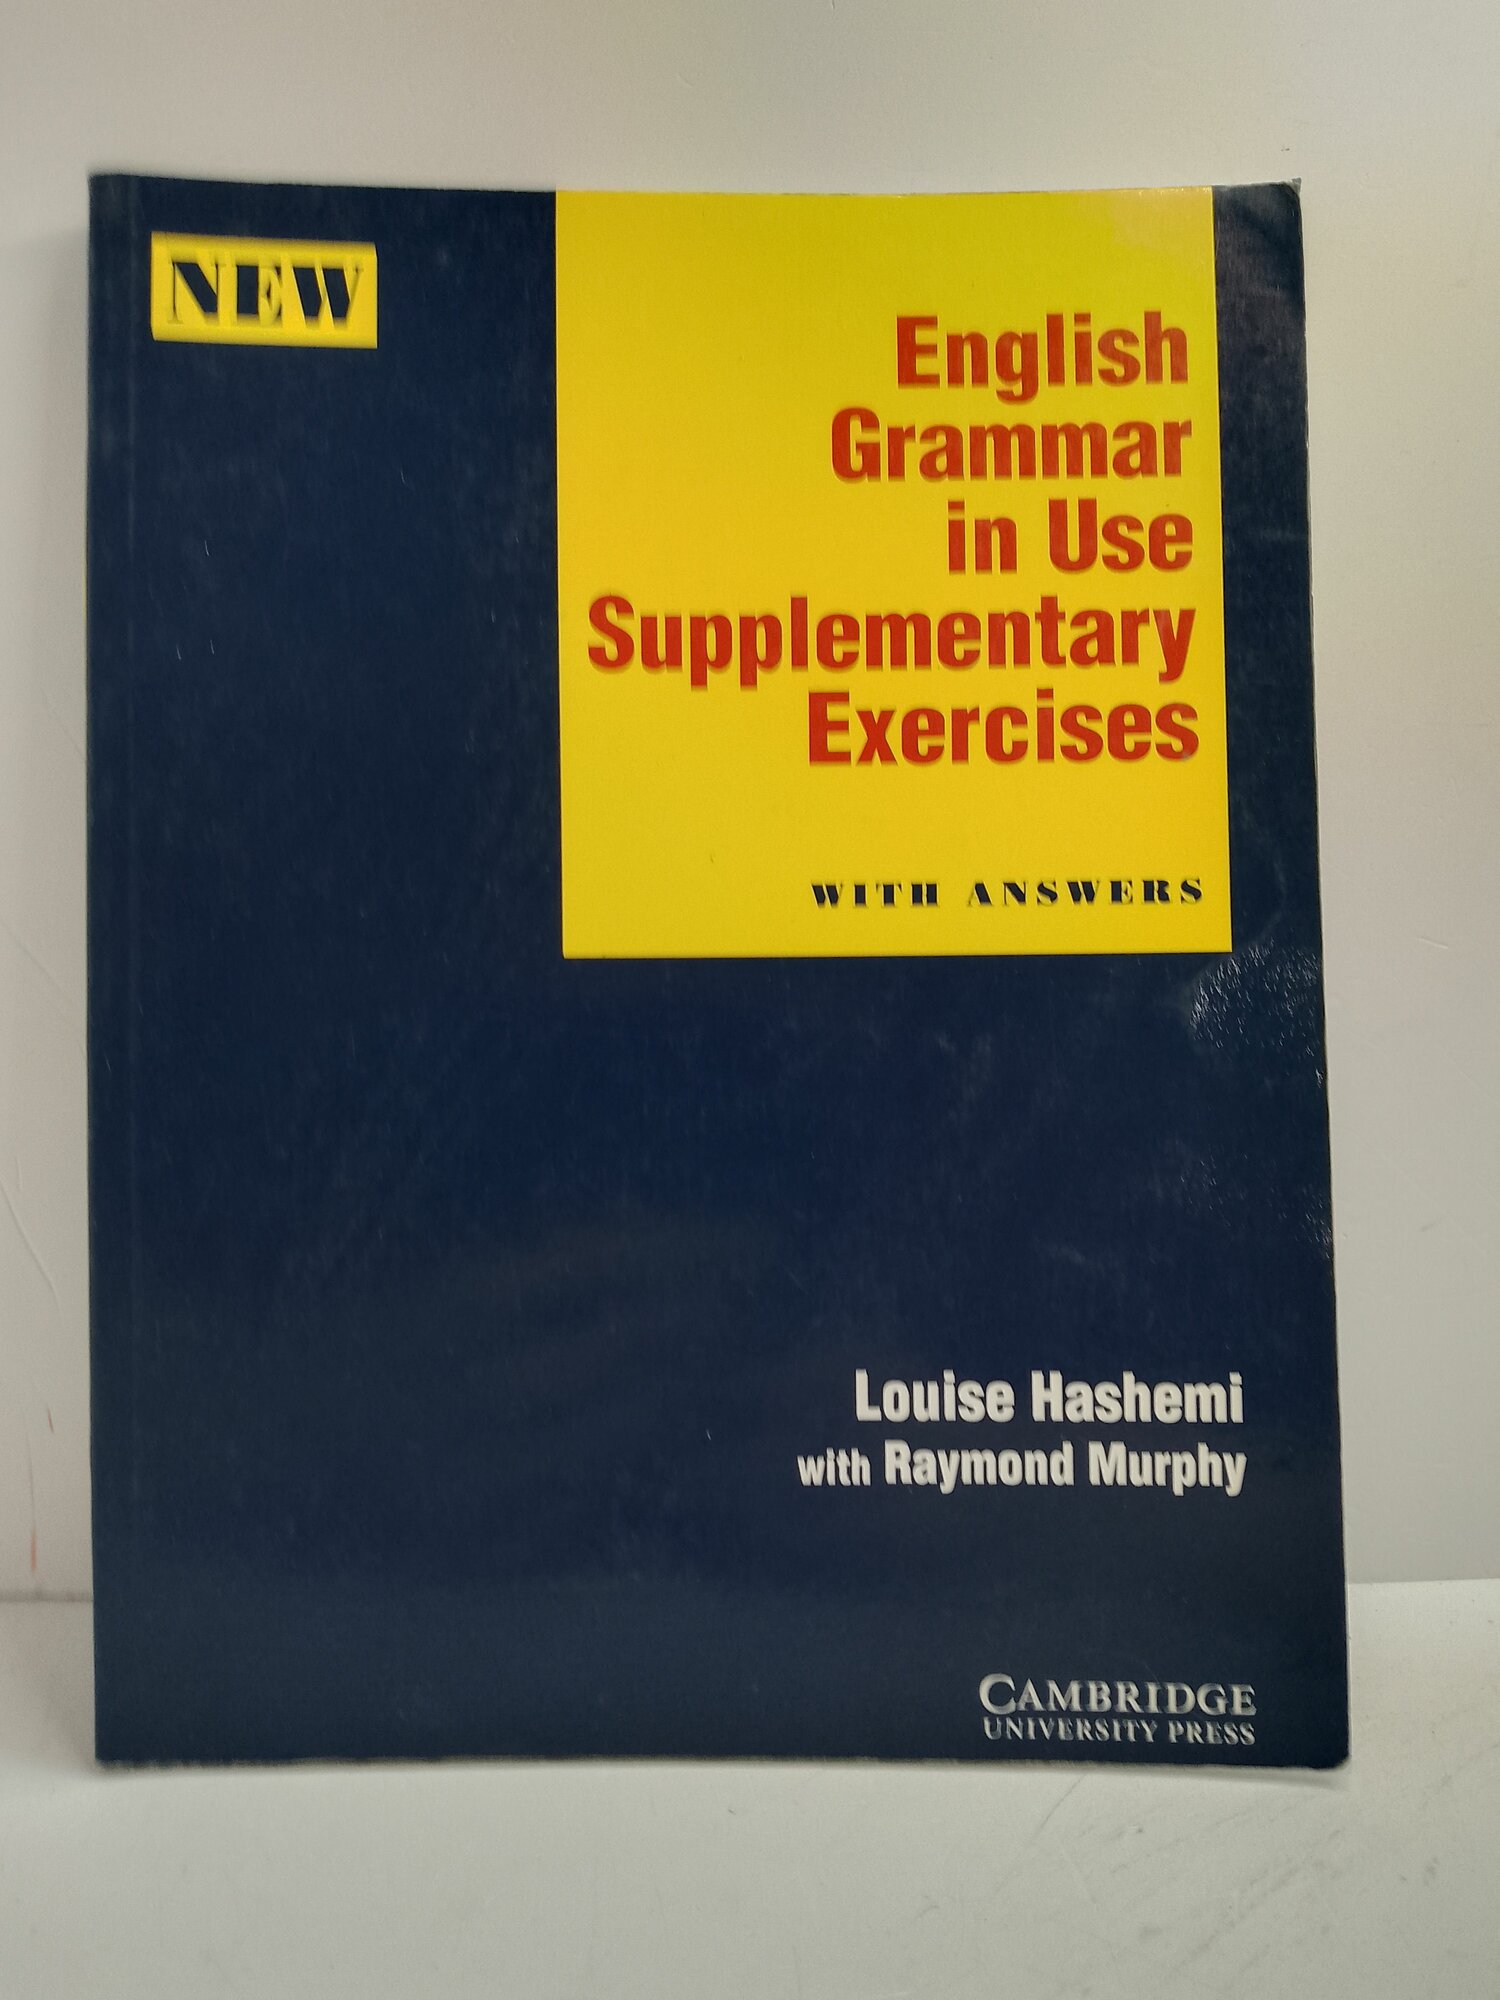 NEW
English
Grammar
in Use
Supplementary
Exercises
WITH ANSWERS
Louise Hashemi
with Raymond Murphy
CAMBRIDGE
UNIVERSITY PRESS